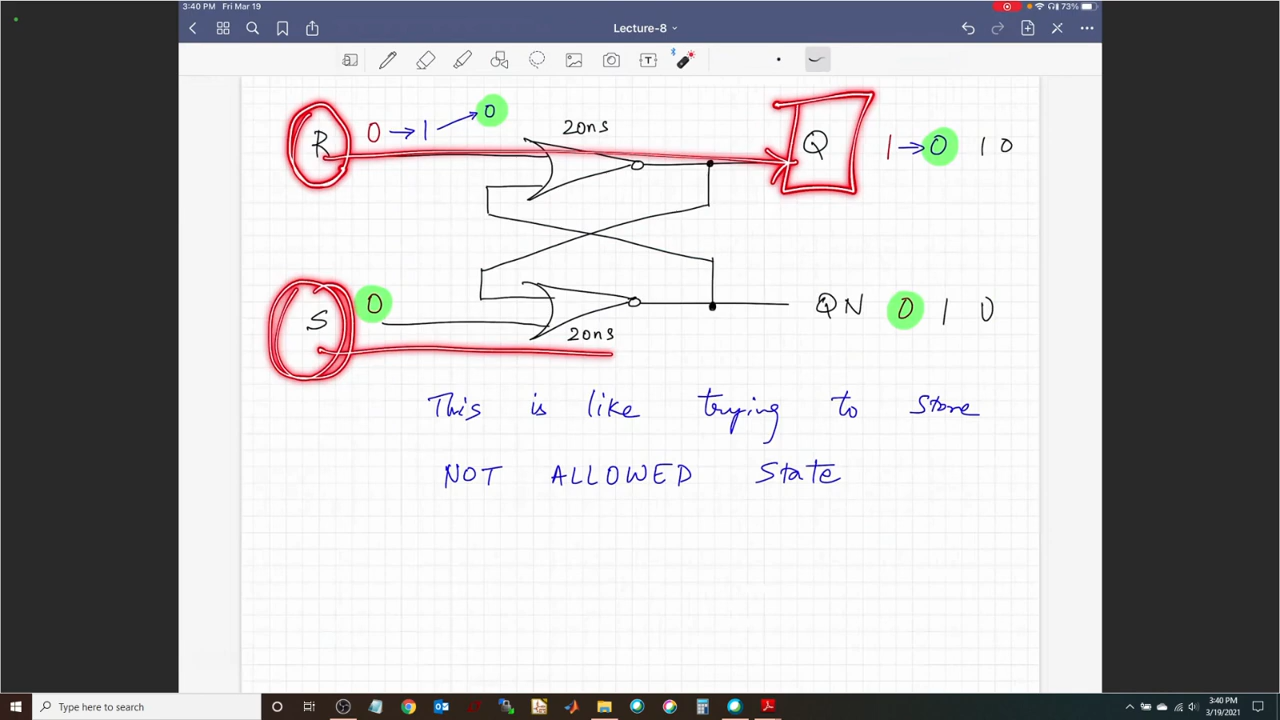 3:40 PM Fri Mar 19
73%
Lecture-8
T
R 0 → 1 → 0
20ns
Q 1 → 0 1 0
S 0
20ns
QN 0 1 0
This is like trying to store
NOT ALLOWED State
Type here to search
3:40 PM
3/19/2021